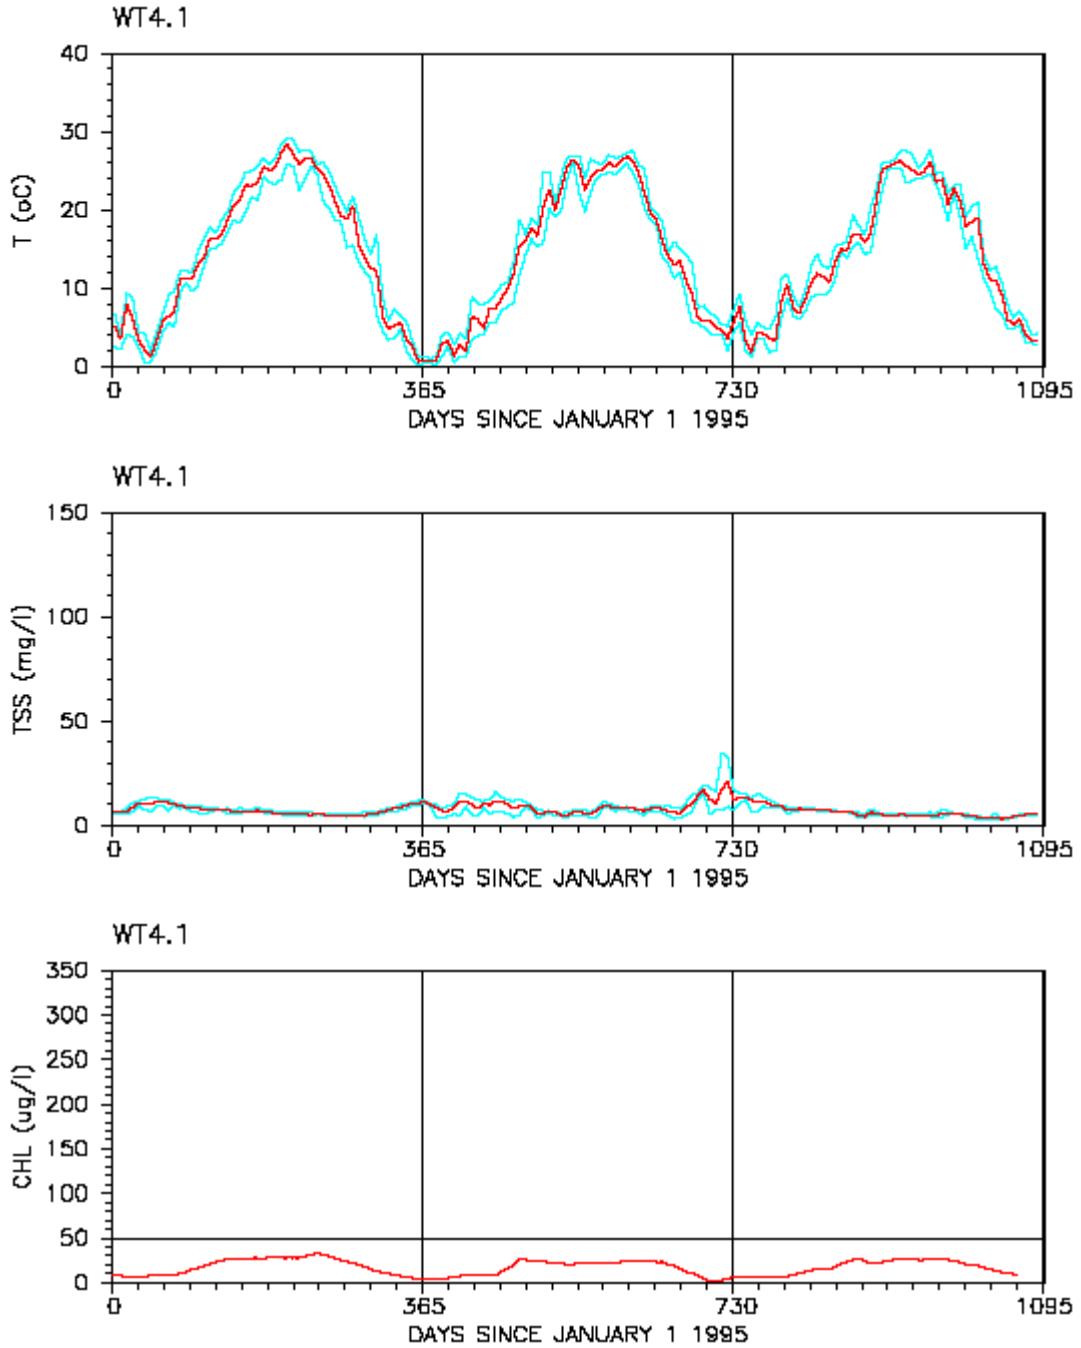 WT4.1
40
30
20
10
0
T (oC)
0 365 730 1095
DAYS SINCE JANUARY 1 1995
WT4.1
150
100
50
0
TSS (mg/l)
0 365 730 1095
DAYS SINCE JANUARY 1 1995
WT4.1
350
300
250
200
150
100
50
0
CHL (ug/l)
0 365 730 1095
DAYS SINCE JANUARY 1 1995